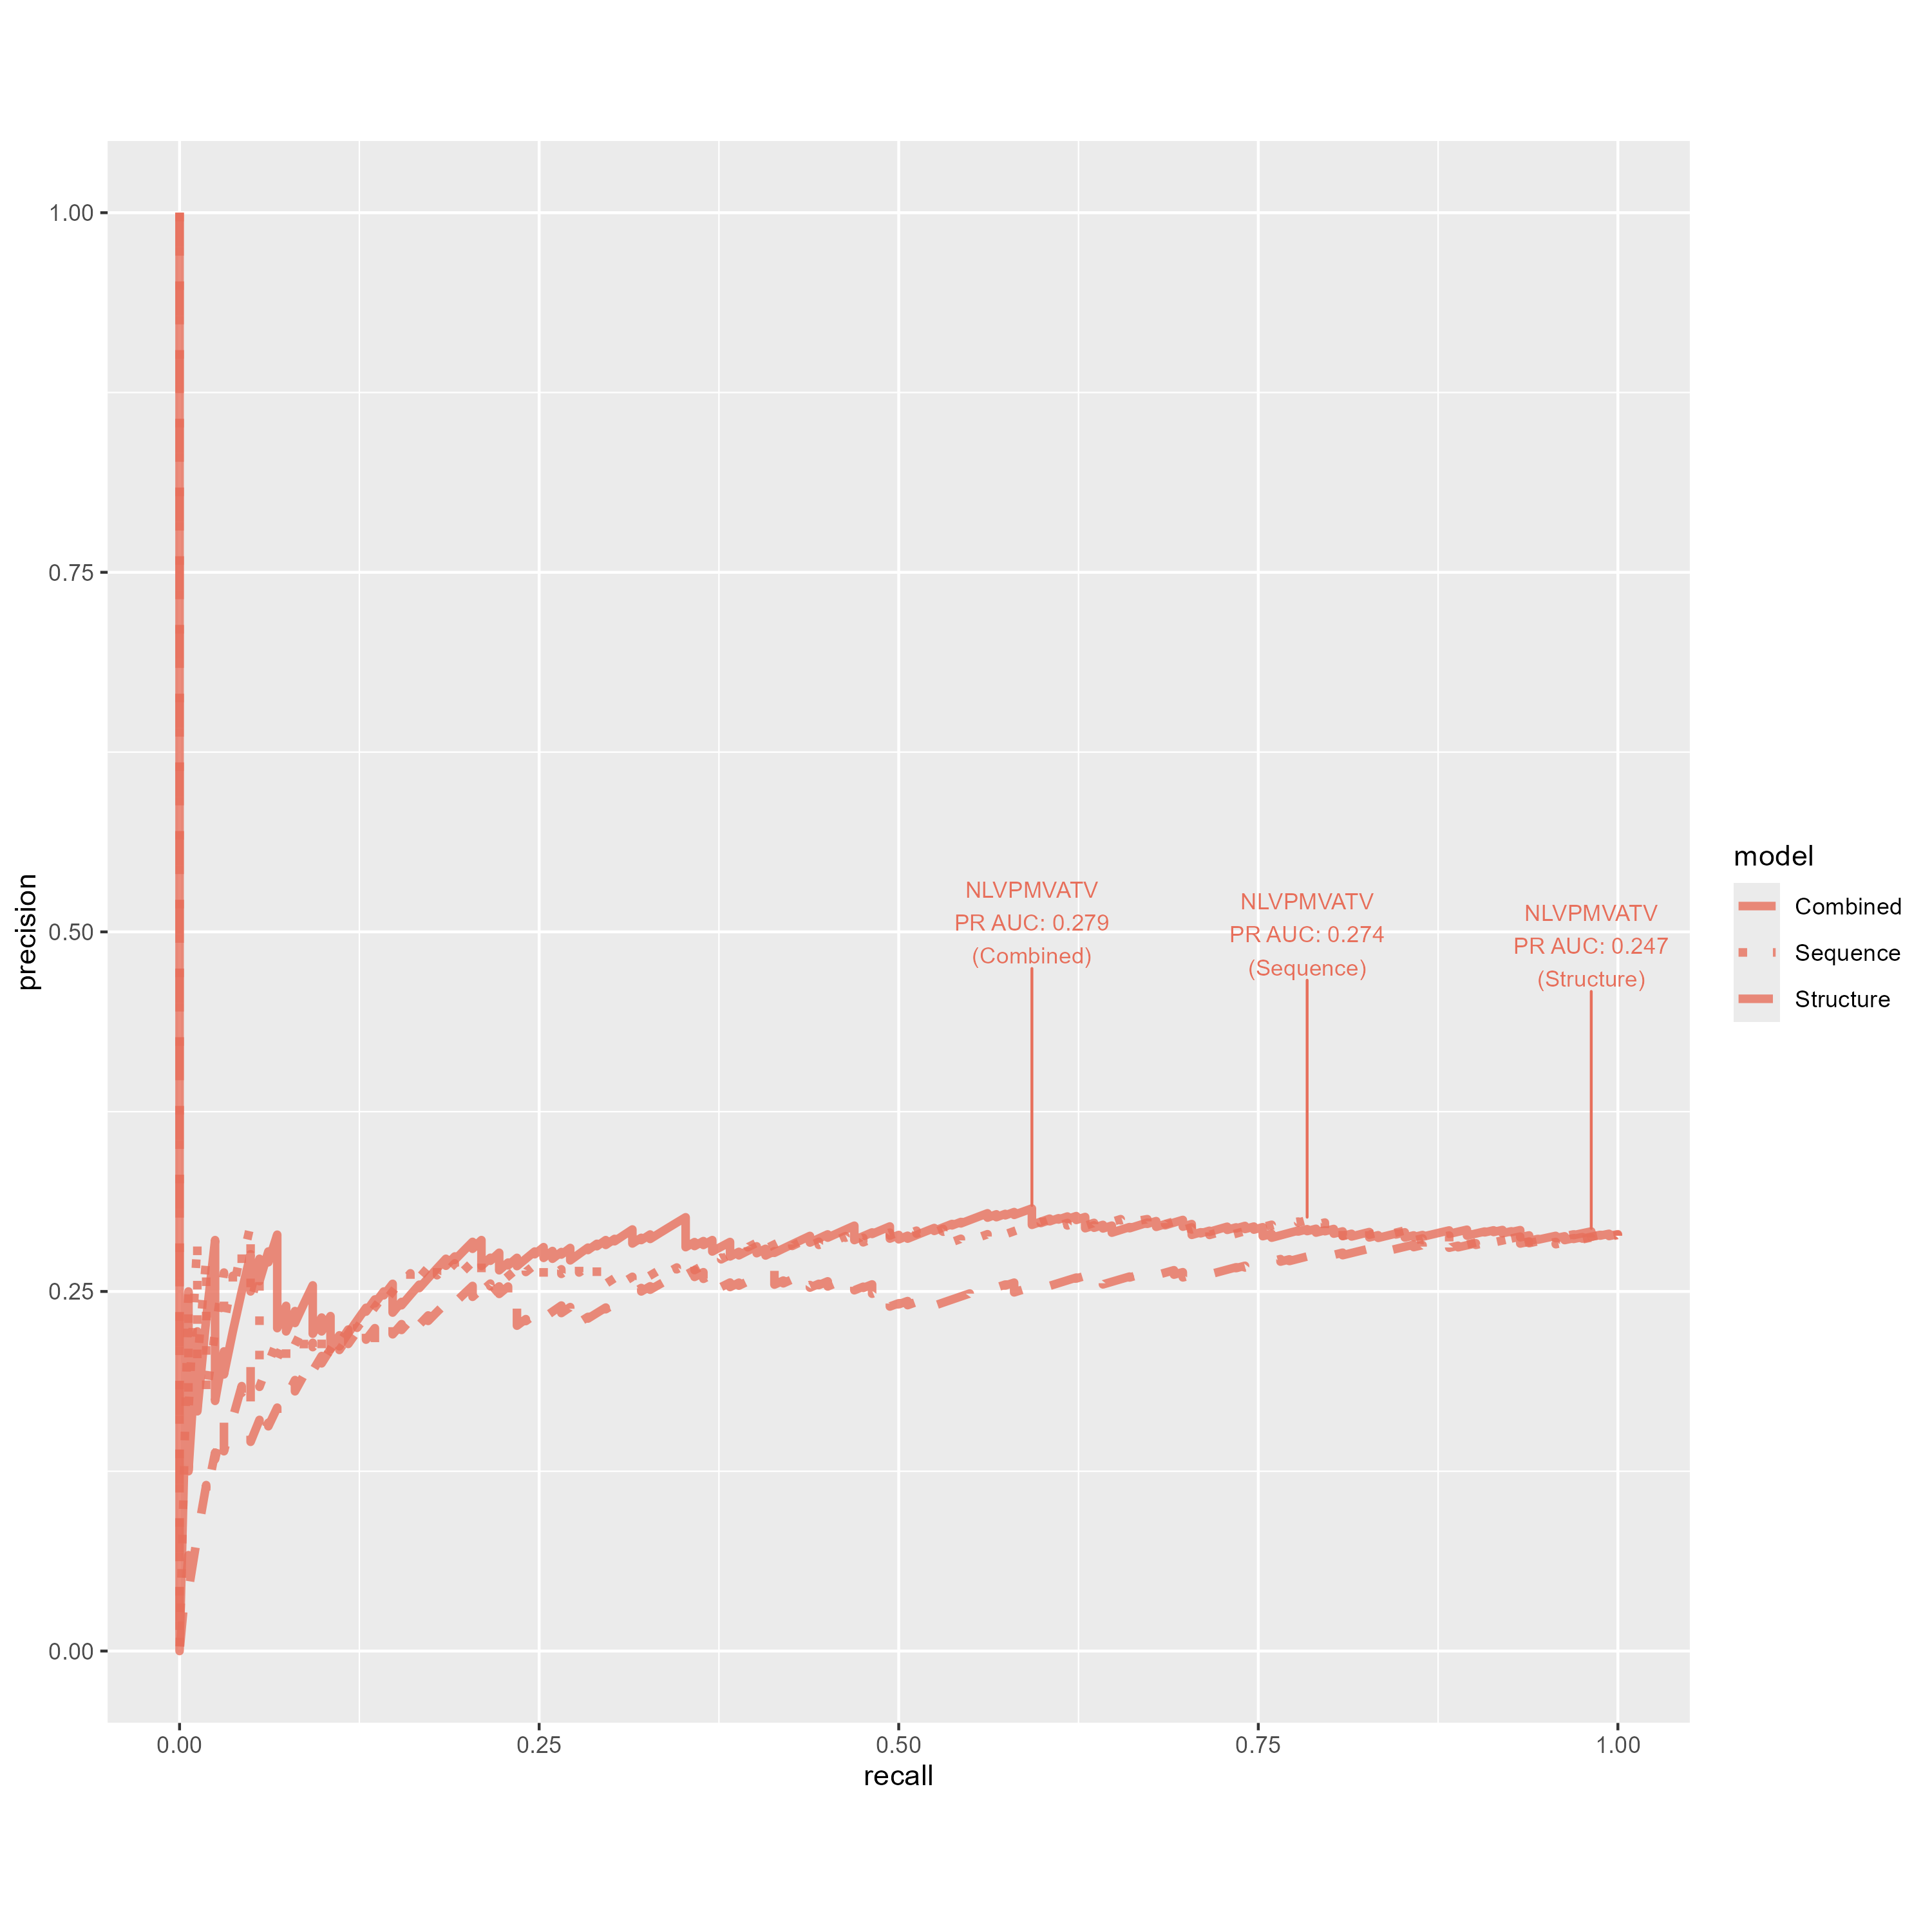 1.00
0.75
0.50
0.25
0.00
precision
NLVPMVATV
PR AUC: 0.279
(Combined)
NLVPMVATV
PR AUC: 0.274
(Sequence)
NLVPMVATV
PR AUC: 0.247
(Structure)
0.00 0.25 0.50 0.75 1.00
recall
model
Combined
Sequence
Structure